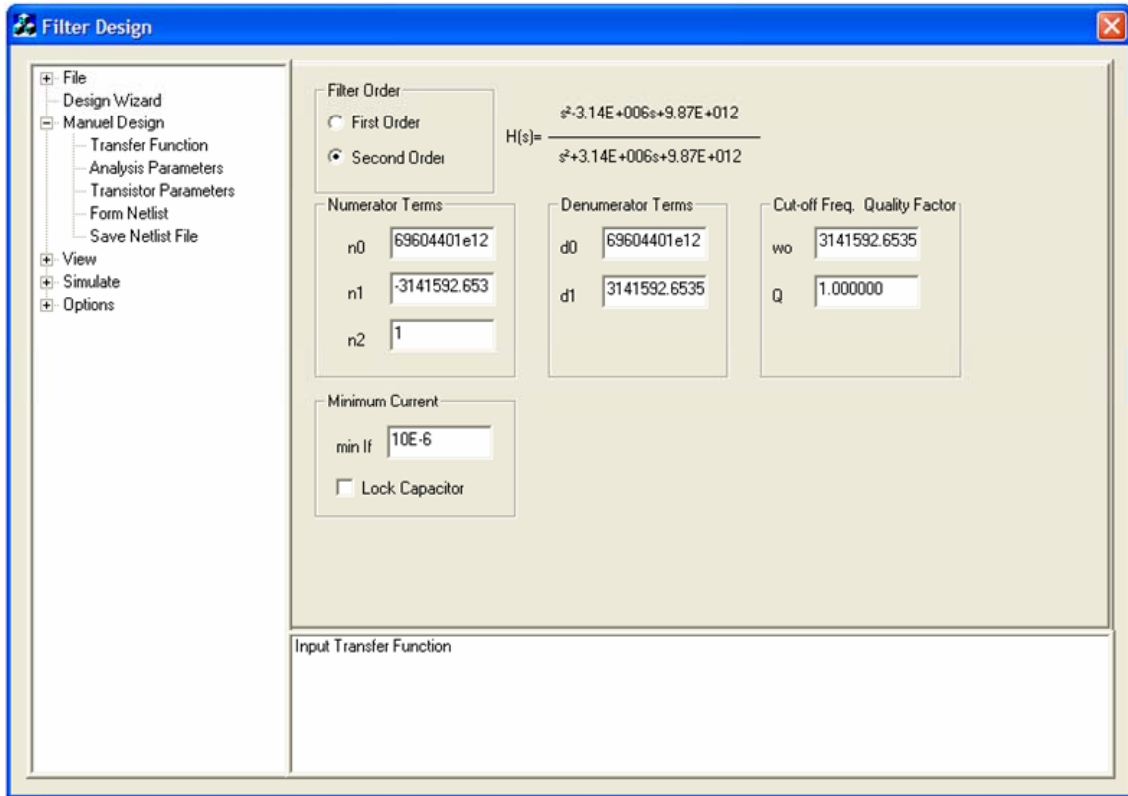 Filter Design
File
Design Wizard
Manuel Design
Transfer Function
Analysis Parameters
Transistor Parameters
Form Netlist
Save Netlist File
View
Simulate
Options
Filter Order
First Order
Second Order
H(s)=
s²-3.14E+006s+9.87E+012
s²+3.14E+006s+9.87E+012
Numerator Terms
n0 69604401e12
n1 -3141592.653
n2 1
Denumerator Terms
d0 69604401e12
d1 3141592.6535
Cut-off Freq. Quality Factor
wo 3141592.6535
Q 1.000000
Minimum Current
min If 10E-6
Lock Capacitor
Input Transfer Function